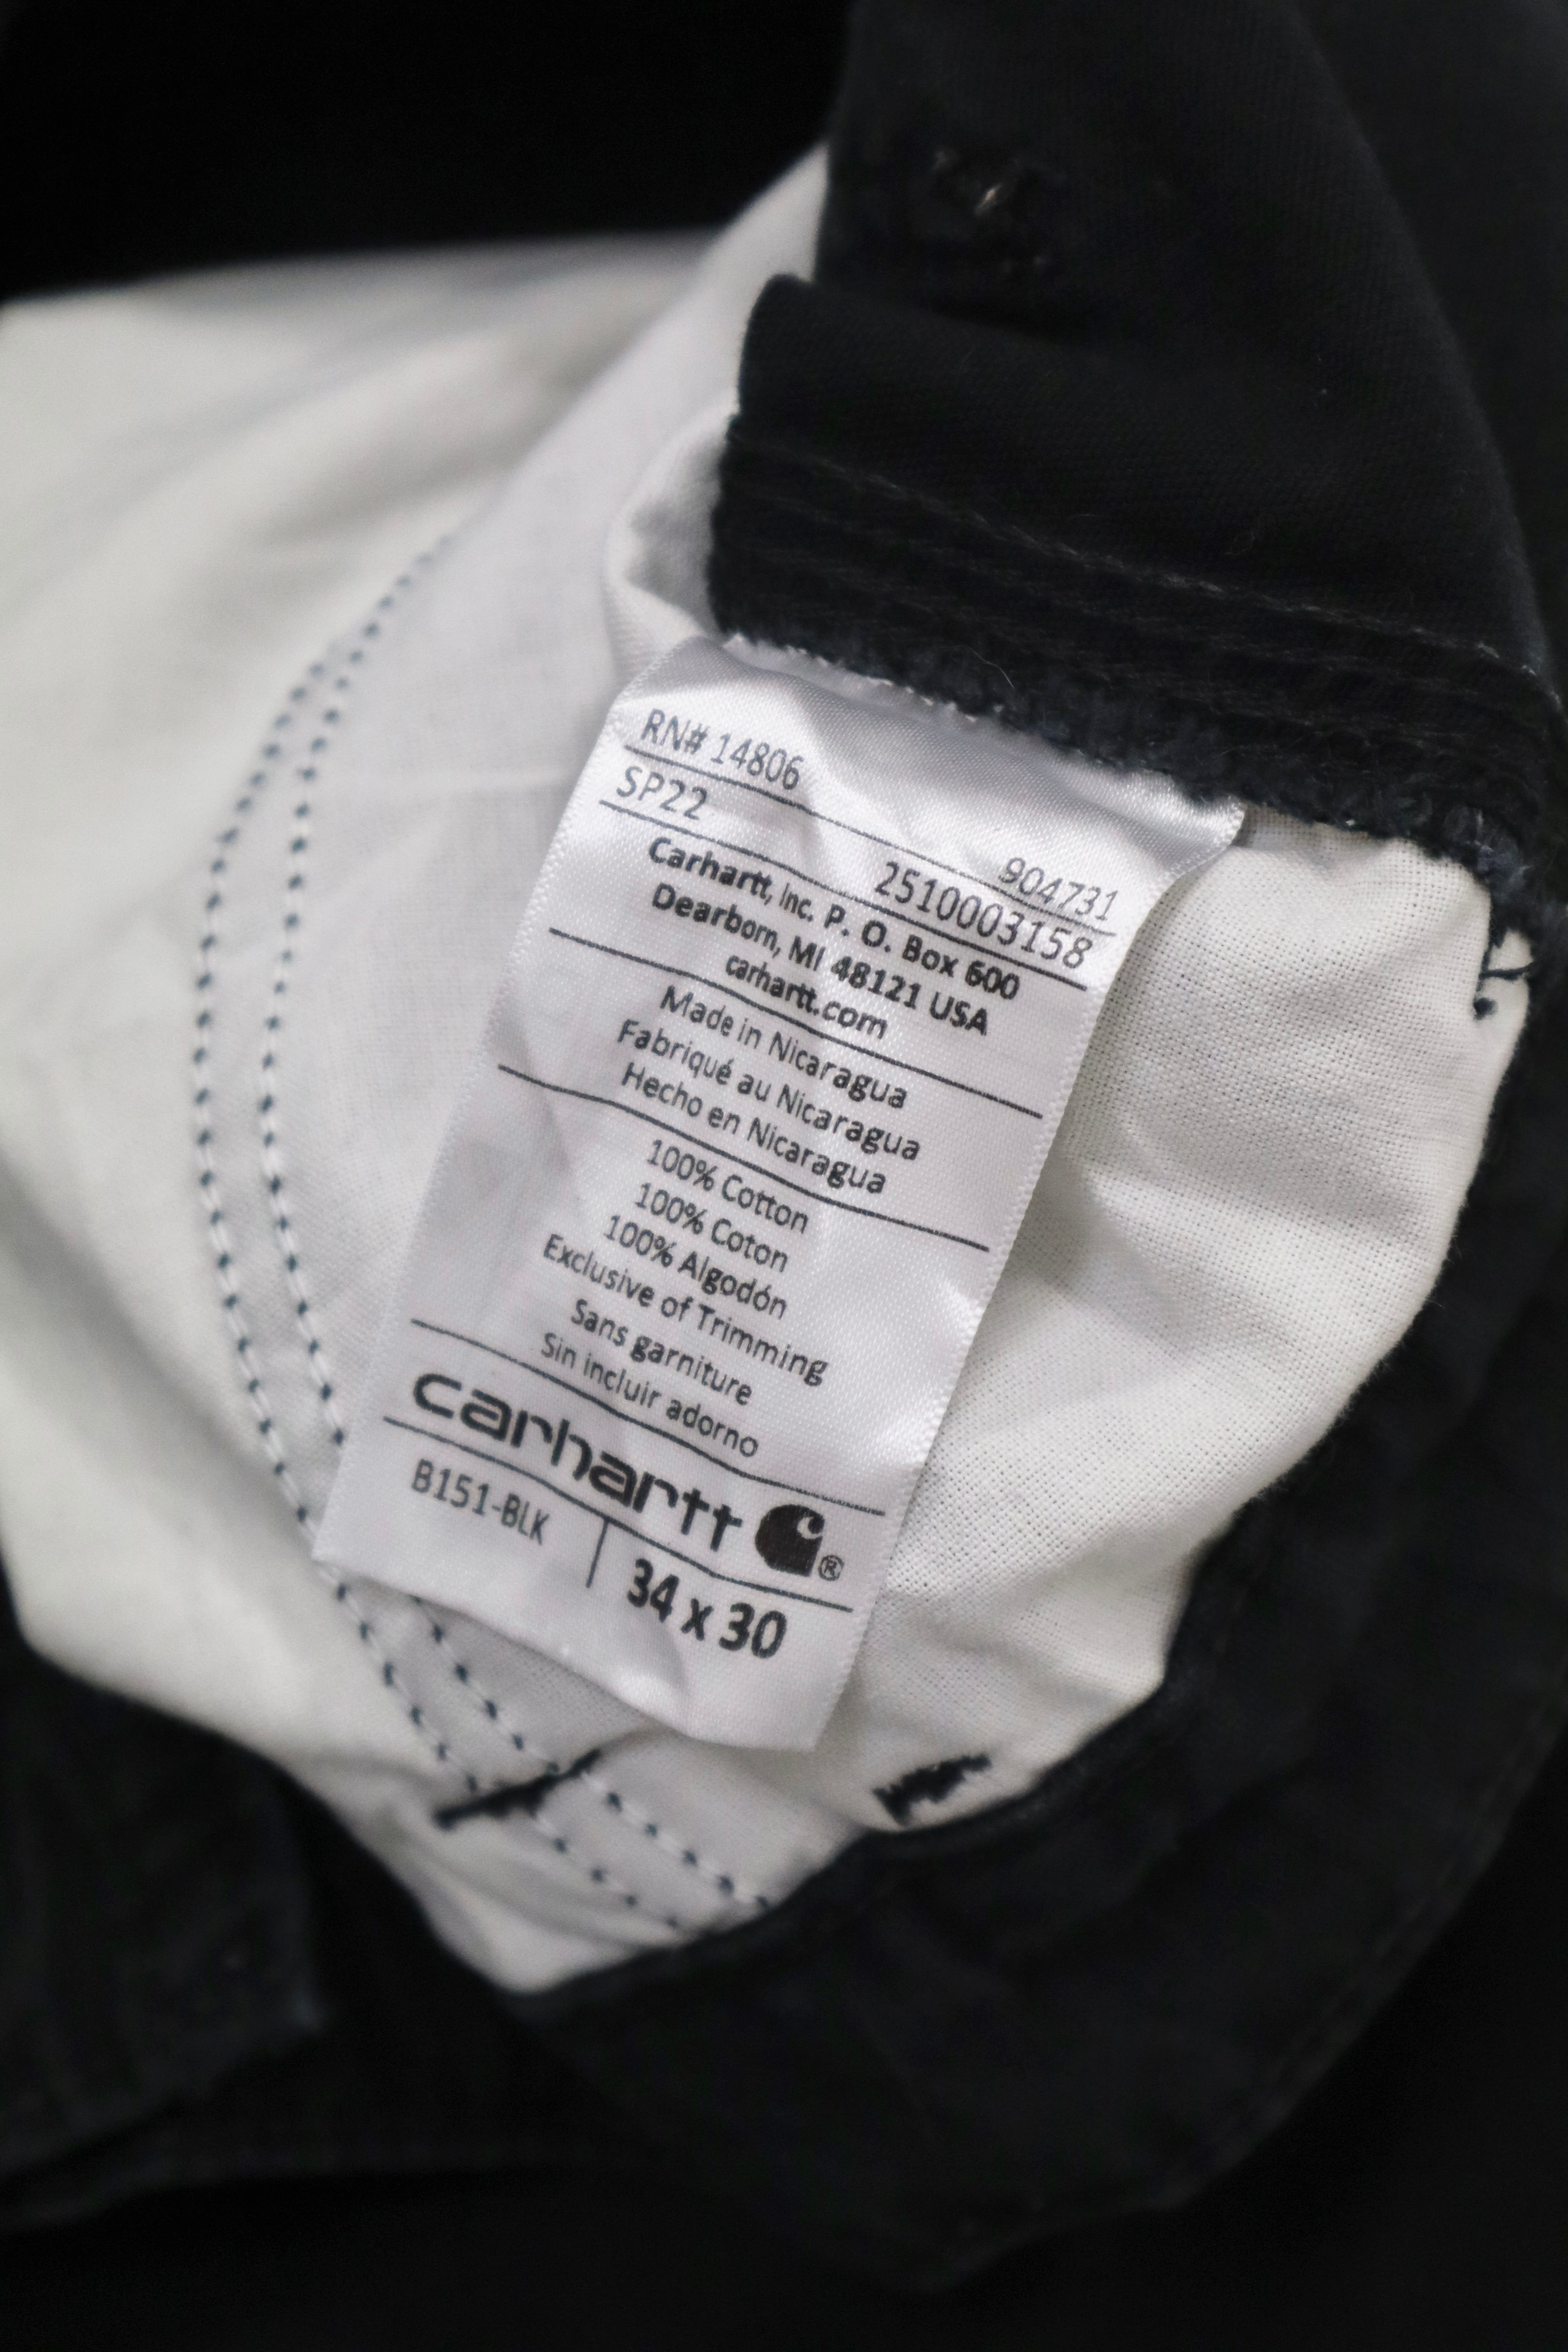 RN# 14806 904731
SP22 2510003158
Carhartt, Inc. P. O. Box 600
Dearborn, MI 48121 USA
carhartt.com
Made in Nicaragua
Fabriqué au Nicaragua
Hecho en Nicaragua
100% Cotton
100% Coton
100% Algodón
Exclusive of Trimming
Sans garniture
Sin incluir adorno
carhartt ®
B151-BLK 34 x 30